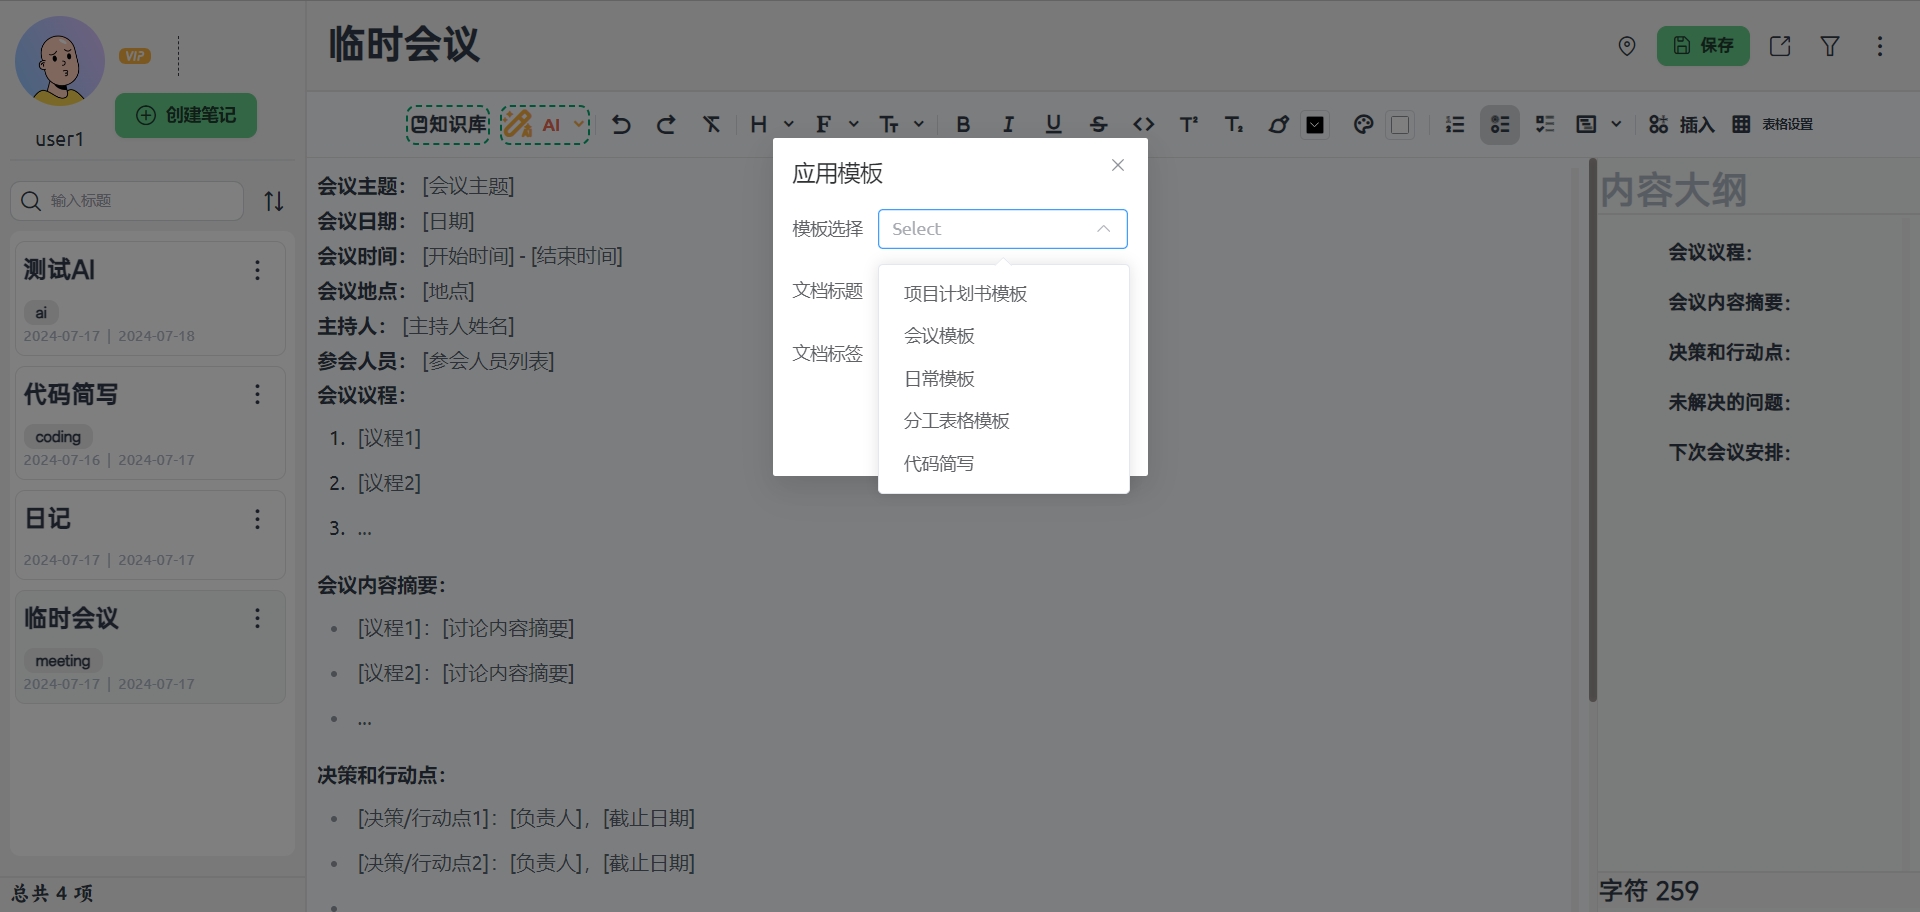 VIP
创建笔记
user1
输入标题
测试AI
ai
2024-07-17 | 2024-07-18
代码简写
coding
2024-07-16 | 2024-07-17
日记
2024-07-17 | 2024-07-17
临时会议
meeting
2024-07-17 | 2024-07-17
总共 4 项
临时会议
保存
知识库 AI H F Tт B I U S <> T² T₂ 插入 表格设置
会议主题： [会议主题]
会议日期： [日期]
会议时间： [开始时间] - [结束时间]
会议地点： [地点]
主持人： [主持人姓名]
参会人员： [参会人员列表]
会议议程：
1. [议程1]
2. [议程2]
3. ...
会议内容摘要：
• [议程1]：[讨论内容摘要]
• [议程2]：[讨论内容摘要]
• ...
决策和行动点：
• [决策/行动点1]：[负责人]，[截止日期]
• [决策/行动点2]：[负责人]，[截止日期]
应用模板
模板选择 Select
文档标题
文档标签
项目计划书模板
会议模板
日常模板
分工表格模板
代码简写
内容大纲
会议议程：
会议内容摘要：
决策和行动点：
未解决的问题：
下次会议安排：
字符 259